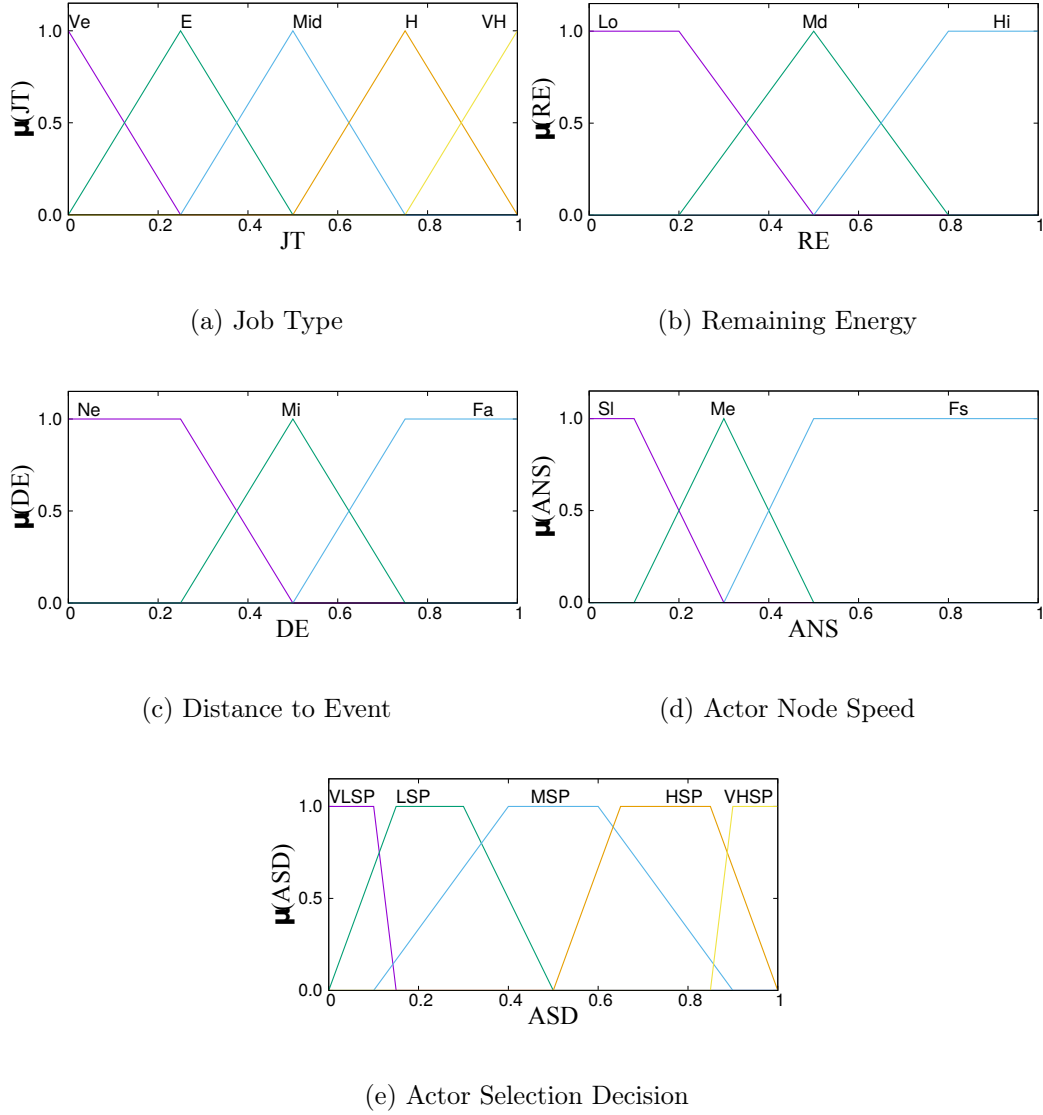 Ve E Mid H VH
1.0
0.5
0.0
μ(JT)
0 0.2 0.4 0.6 0.8 1
JT
(a) Job Type
Lo Md Hi
1.0
0.5
0.0
μ(RE)
0 0.2 0.4 0.6 0.8 1
RE
(b) Remaining Energy
Ne Mi Fa
1.0
0.5
0.0
μ(DE)
0 0.2 0.4 0.6 0.8 1
DE
(c) Distance to Event
Sl Me Fs
1.0
0.5
0.0
μ(ANS)
0 0.2 0.4 0.6 0.8 1
ANS
(d) Actor Node Speed
VLSP LSP MSP HSP VHSP
1.0
0.5
0.0
μ(ASD)
0 0.2 0.4 0.6 0.8 1
ASD
(e) Actor Selection Decision